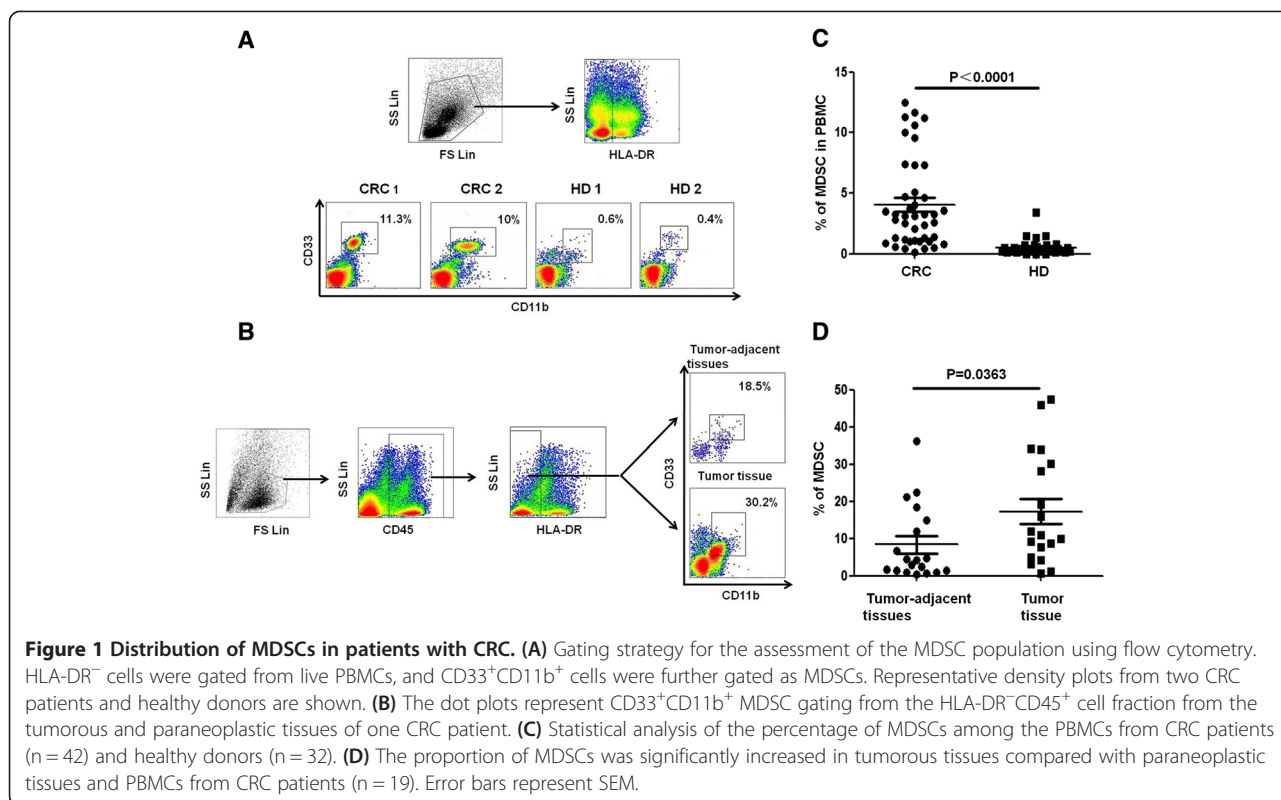 A
SS Lin
FS Lin
SS Lin
HLA-DR
CRC 1
CRC 2
HD 1
HD 2
11.3%
10%
0.6%
0.4%
CD33
CD11b
C
P<0.0001
% of MDSC in PBMC
15
10
5
0
CRC
HD
B
SS Lin
FS Lin
SS Lin
CD45
SS Lin
HLA-DR
Tumor-adjacent
tissues
18.5%
CD33
Tumor tissue
30.2%
CD11b
D
P=0.0363
% of MDSC
50
40
30
20
10
0
Tumor-adjacent
tissues
Tumor
tissue
Figure 1 Distribution of MDSCs in patients with CRC. (A) Gating strategy for the assessment of the MDSC population using flow cytometry.
HLA-DR⁻ cells were gated from live PBMCs, and CD33⁺CD11b⁺ cells were further gated as MDSCs. Representative density plots from two CRC
patients and healthy donors are shown. (B) The dot plots represent CD33⁺CD11b⁺ MDSC gating from the HLA-DR⁻CD45⁺ cell fraction from the
tumorous and paraneoplastic tissues of one CRC patient. (C) Statistical analysis of the percentage of MDSCs among the PBMCs from CRC patients
(n = 42) and healthy donors (n = 32). (D) The proportion of MDSCs was significantly increased in tumorous tissues compared with paraneoplastic
tissues and PBMCs from CRC patients (n = 19). Error bars represent SEM.